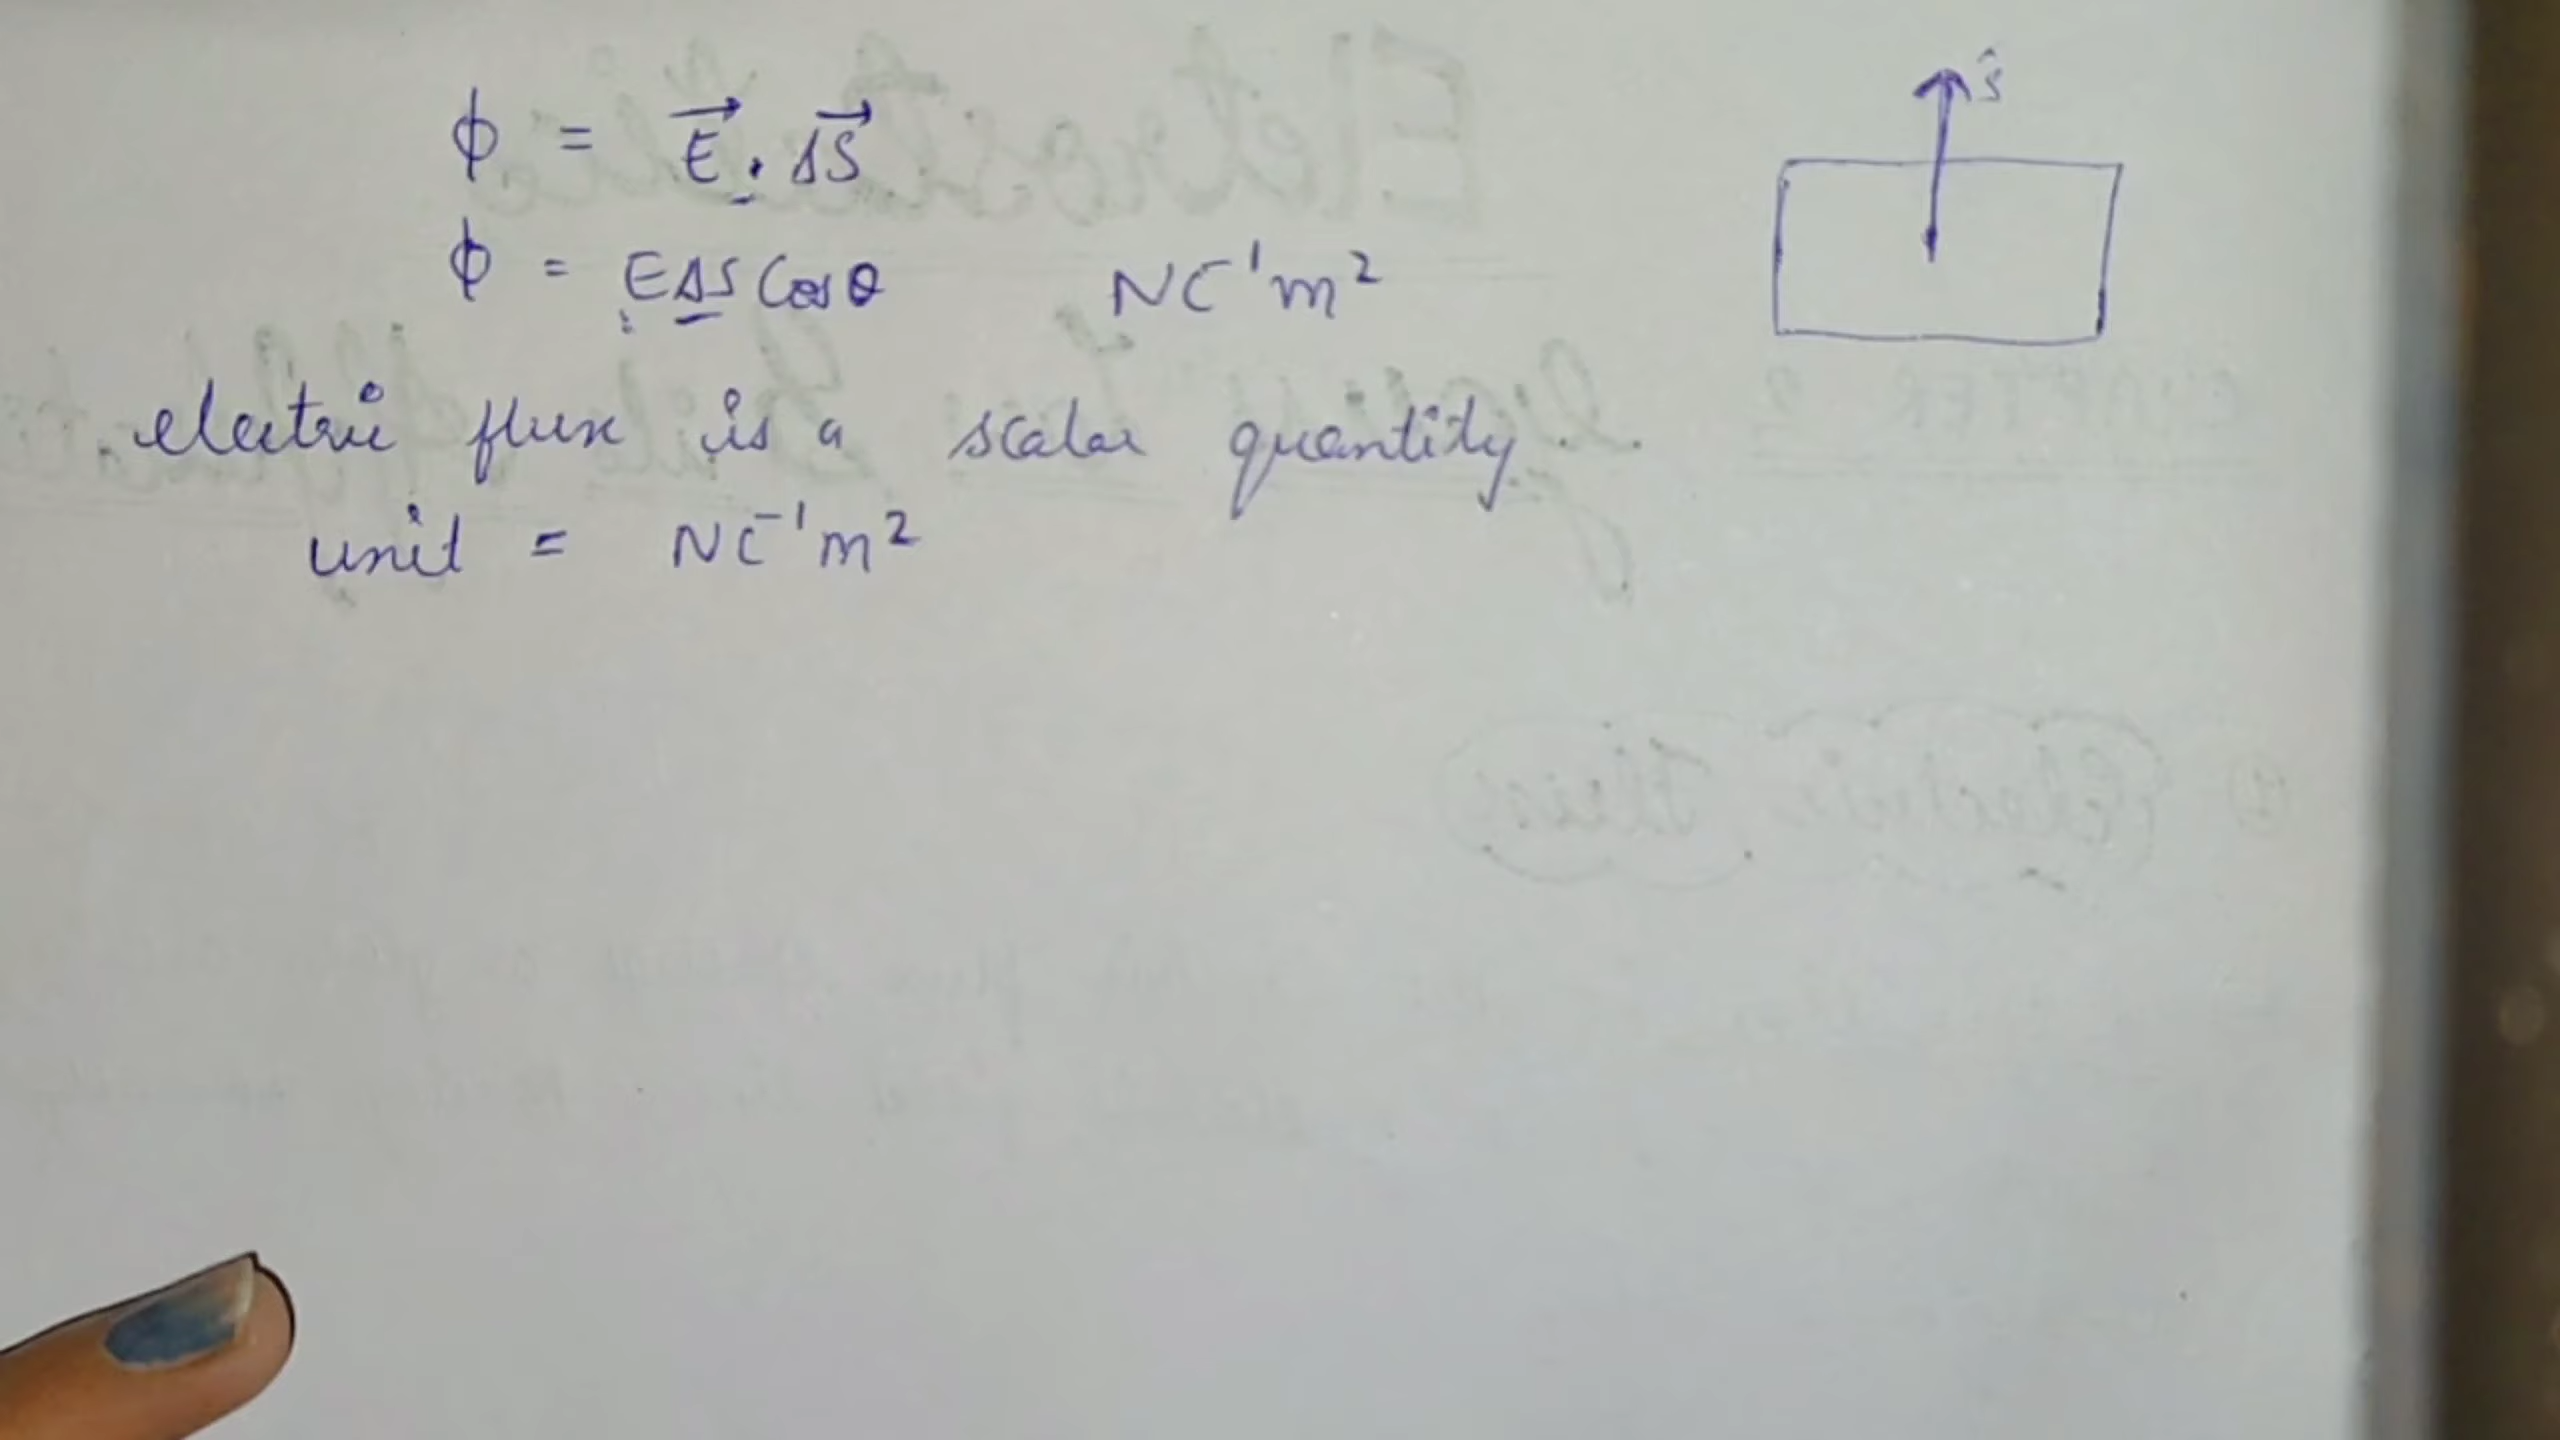 ϕ = E⃗ . ΔS⃗
ŝ
ϕ = EΔS Cosθ NC⁻¹m²
electric flux is a scalar quantity.
unit = NC⁻¹m²